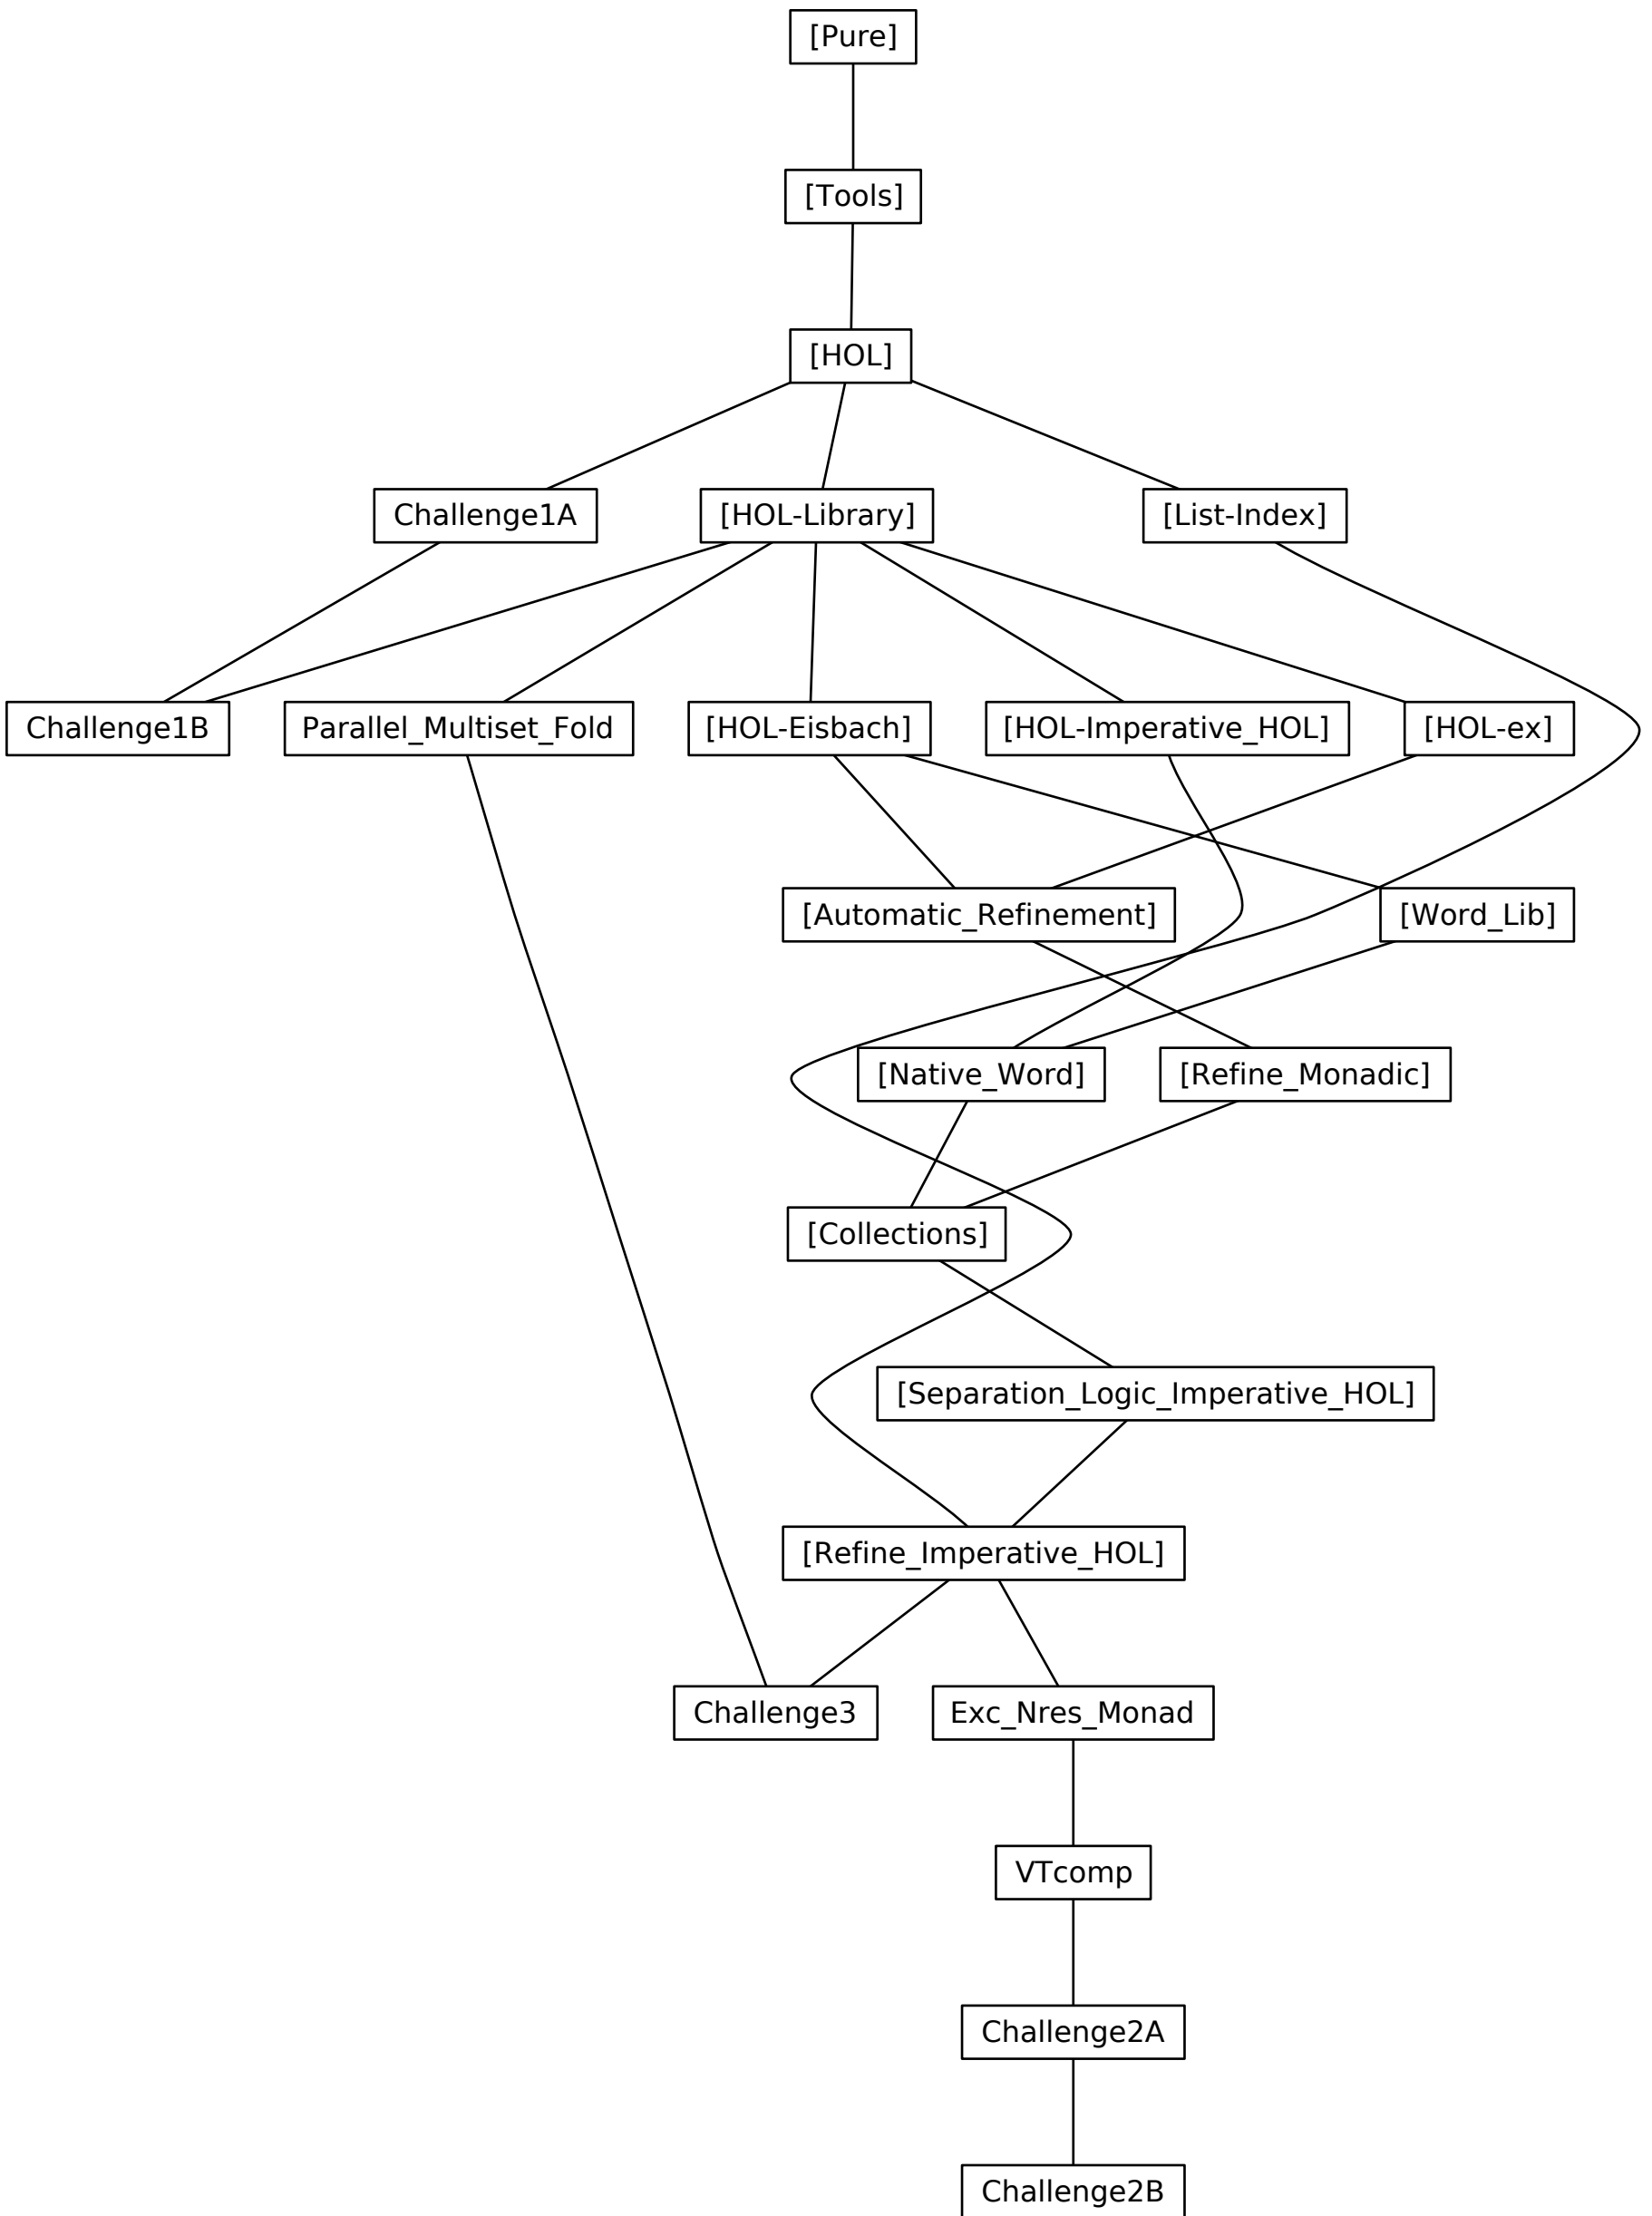 [Pure]
[Tools]
[HOL]
Challenge1A
[HOL-Library]
[List-Index]
Challenge1B
Parallel_Multiset_Fold
[HOL-Eisbach]
[HOL-Imperative_HOL]
[HOL-ex]
[Automatic_Refinement]
[Word_Lib]
[Native_Word]
[Refine_Monadic]
[Collections]
[Separation_Logic_Imperative_HOL]
[Refine_Imperative_HOL]
Challenge3
Exc_Nres_Monad
VTcomp
Challenge2A
Challenge2B